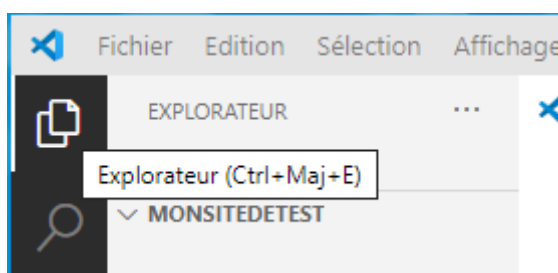 Fichier Edition Sélection Affichage
EXPLORATEUR ...
Explorateur (Ctrl+Maj+E)
MONSITEDETEST